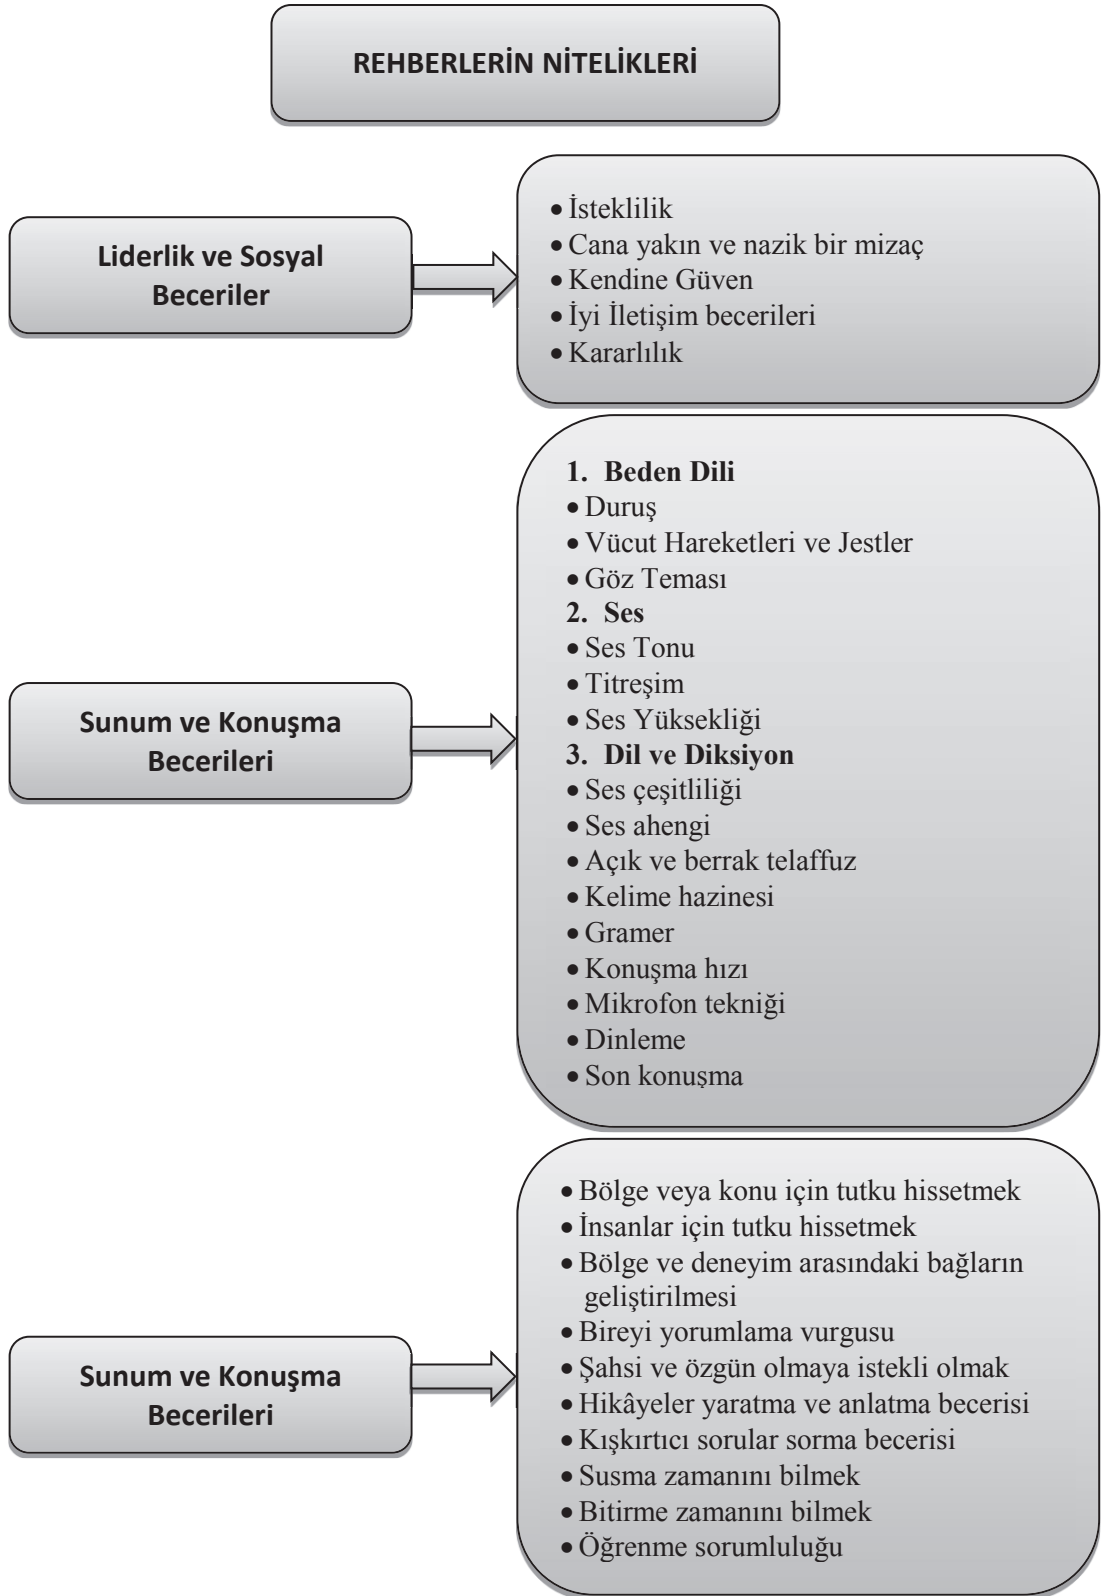 REHBERLERİN NİTELİKLERİ
Liderlik ve Sosyal
Beceriler
• İsteklilik
• Cana yakın ve nazik bir mizaç
• Kendine Güven
• İyi İletişim becerileri
• Kararlılık
Sunum ve Konuşma
Becerileri
1. Beden Dili
• Duruş
• Vücut Hareketleri ve Jestler
• Göz Teması
2. Ses
• Ses Tonu
• Titreşim
• Ses Yüksekliği
3. Dil ve Diksiyon
• Ses çeşitliliği
• Ses ahengi
• Açık ve berrak telaffuz
• Kelime hazinesi
• Gramer
• Konuşma hızı
• Mikrofon tekniği
• Dinleme
• Son konuşma
Sunum ve Konuşma
Becerileri
• Bölge veya konu için tutku hissetmek
• İnsanlar için tutku hissetmek
• Bölge ve deneyim arasındaki bağların
geliştirilmesi
• Bireyi yorumlama vurgusu
• Şahsi ve özgün olmaya istekli olmak
• Hikâyeler yaratma ve anlatma becerisi
• Kışkırtıcı sorular sorma becerisi
• Susma zamanını bilmek
• Bitirme zamanını bilmek
• Öğrenme sorumluluğu